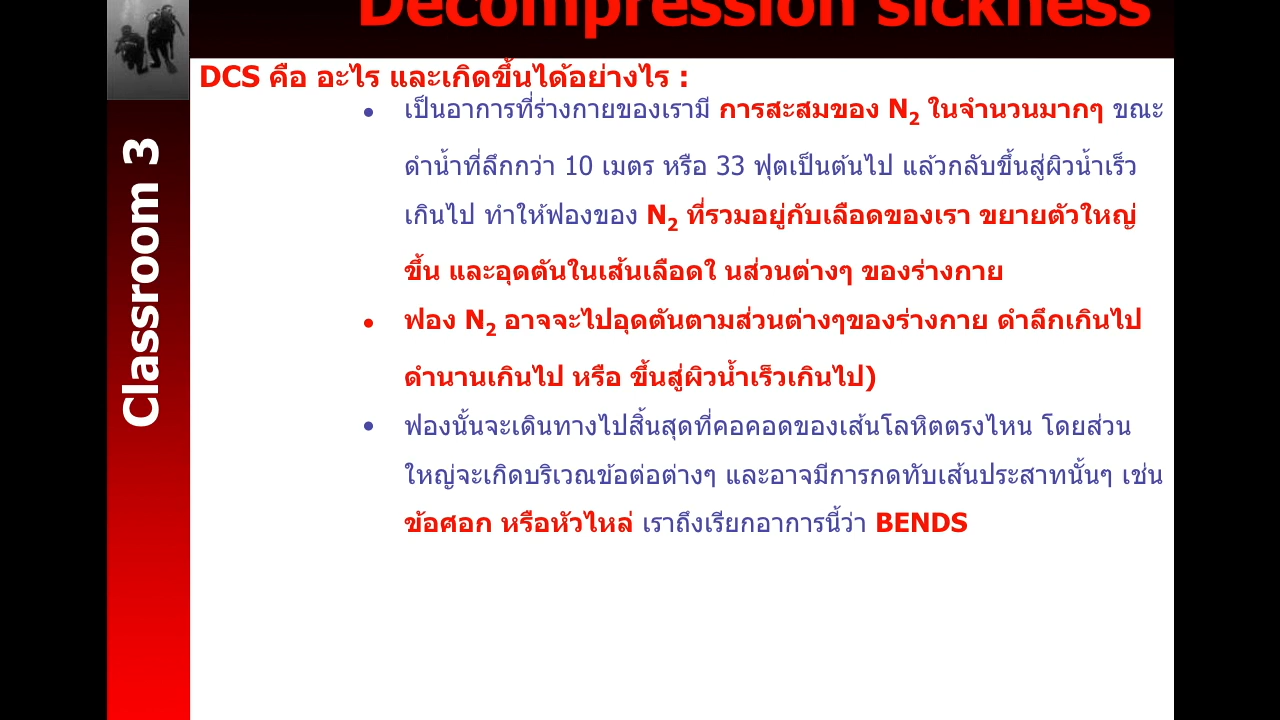 Decompression sickness
Classroom 3
DCS คือ อะไร และเกิดขึ้นได้อย่างไร :
• เป็นอาการที่ร่างกายของเรามี การสะสมของ N₂ ในจำนวนมากๆ ขณะ
ดำน้ำที่ลึกกว่า 10 เมตร หรือ 33 ฟุตเป็นต้นไป แล้วกลับขึ้นสู่ผิวน้ำเร็ว
เกินไป ทำให้ฟองของ N₂ ที่รวมอยู่กับเลือดของเรา ขยายตัวใหญ่
ขึ้น และอุดตันในเส้นเลือดใ นส่วนต่างๆ ของร่างกาย
• ฟอง N₂ อาจจะไปอุดตันตามส่วนต่างๆของร่างกาย ดำลึกเกินไป
ดำนานเกินไป หรือ ขึ้นสู่ผิวน้ำเร็วเกินไป)
• ฟองนั้นจะเดินทางไปสิ้นสุดที่คอคอดของเส้นโลหิตตรงไหน โดยส่วน
ใหญ่จะเกิดบริเวณข้อต่อต่างๆ และอาจมีการกดทับเส้นประสาทนั้นๆ เช่น
ข้อศอก หรือหัวไหล่ เราถึงเรียกอาการนี้ว่า BENDS